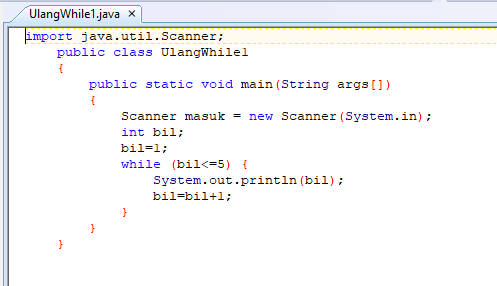 UlangWhile1.java
import java.util.Scanner;
public class UlangWhile1
{
public static void main(String args[])
{
Scanner masuk = new Scanner(System.in);
int bil;
bil=1;
while (bil<=5) {
System.out.println(bil);
bil=bil+1;
}
}
}